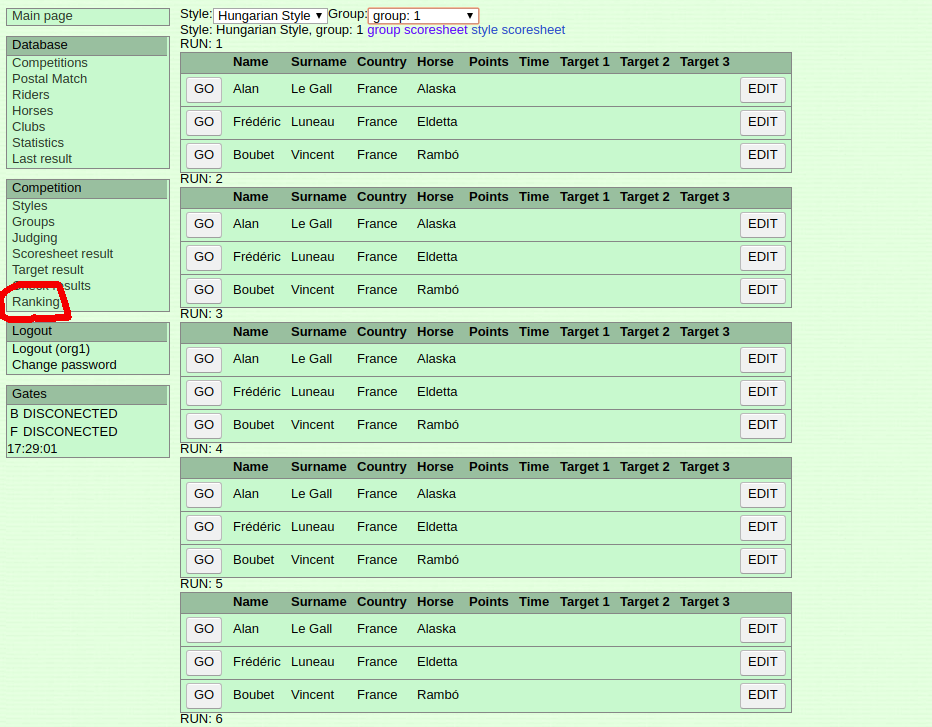 Main page
Database
Competitions
Postal Match
Riders
Horses
Clubs
Statistics
Last result
Competition
Styles
Groups
Judging
Scoresheet result
Target result
Check results
Ranking
Logout
Logout (org1)
Change password
Gates
B DISCONECTED
F DISCONECTED
17:29:01
Style: Hungarian Style ▼ Group: group: 1 ▼
Style: Hungarian Style, group: 1 group scoresheet style scoresheet
RUN: 1
Name Surname Country Horse Points Time Target 1 Target 2 Target 3
GO Alan Le Gall France Alaska EDIT
GO Frédéric Luneau France Eldetta EDIT
GO Boubet Vincent France Rambó EDIT
RUN: 2
Name Surname Country Horse Points Time Target 1 Target 2 Target 3
GO Alan Le Gall France Alaska EDIT
GO Frédéric Luneau France Eldetta EDIT
GO Boubet Vincent France Rambó EDIT
RUN: 3
Name Surname Country Horse Points Time Target 1 Target 2 Target 3
GO Alan Le Gall France Alaska EDIT
GO Frédéric Luneau France Eldetta EDIT
GO Boubet Vincent France Rambó EDIT
RUN: 4
Name Surname Country Horse Points Time Target 1 Target 2 Target 3
GO Alan Le Gall France Alaska EDIT
GO Frédéric Luneau France Eldetta EDIT
GO Boubet Vincent France Rambó EDIT
RUN: 5
Name Surname Country Horse Points Time Target 1 Target 2 Target 3
GO Alan Le Gall France Alaska EDIT
GO Frédéric Luneau France Eldetta EDIT
GO Boubet Vincent France Rambó EDIT
RUN: 6